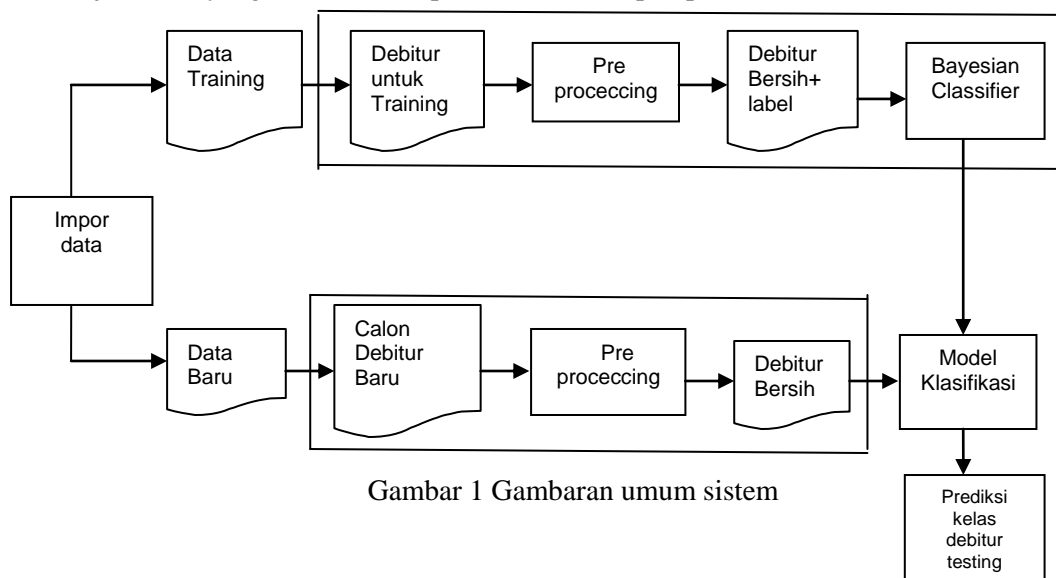 Data
Training
Debitur
untuk
Training
Pre
proceccing
Debitur
Bersih+
label
Bayesian
Classifier
Impor
data
Data
Baru
Calon
Debitur
Baru
Pre
proceccing
Debitur
Bersih
Model
Klasifikasi
Gambar 1 Gambaran umum sistem
Prediksi
kelas
debitur
testing